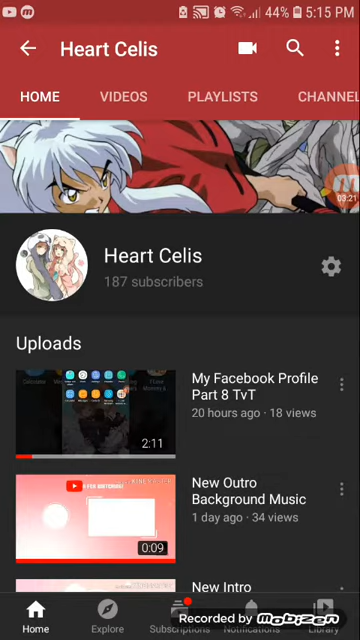 44% 5:15 PM
Heart Celis
HOME VIDEOS PLAYLISTS CHANNEL
03:21
Heart Celis
187 subscribers
Uploads
My Facebook Profile
Part 8 TvT
20 hours ago · 18 views
2:11
New Outro
Background Music
1 day ago · 34 views
0:09
New Intro
Home Explore Subscriptions Notifications Library
Recorded by Mobizen